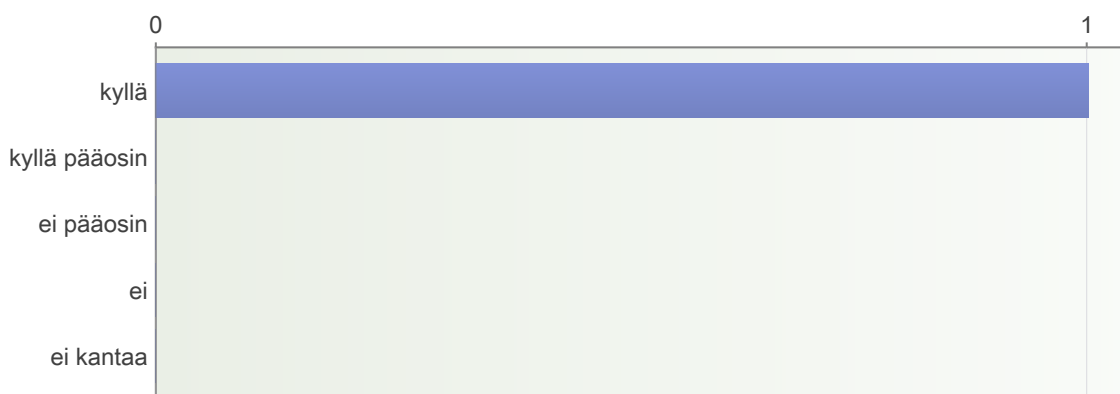 0 1
kyllä
kyllä pääosin
ei pääosin
ei
ei kantaa